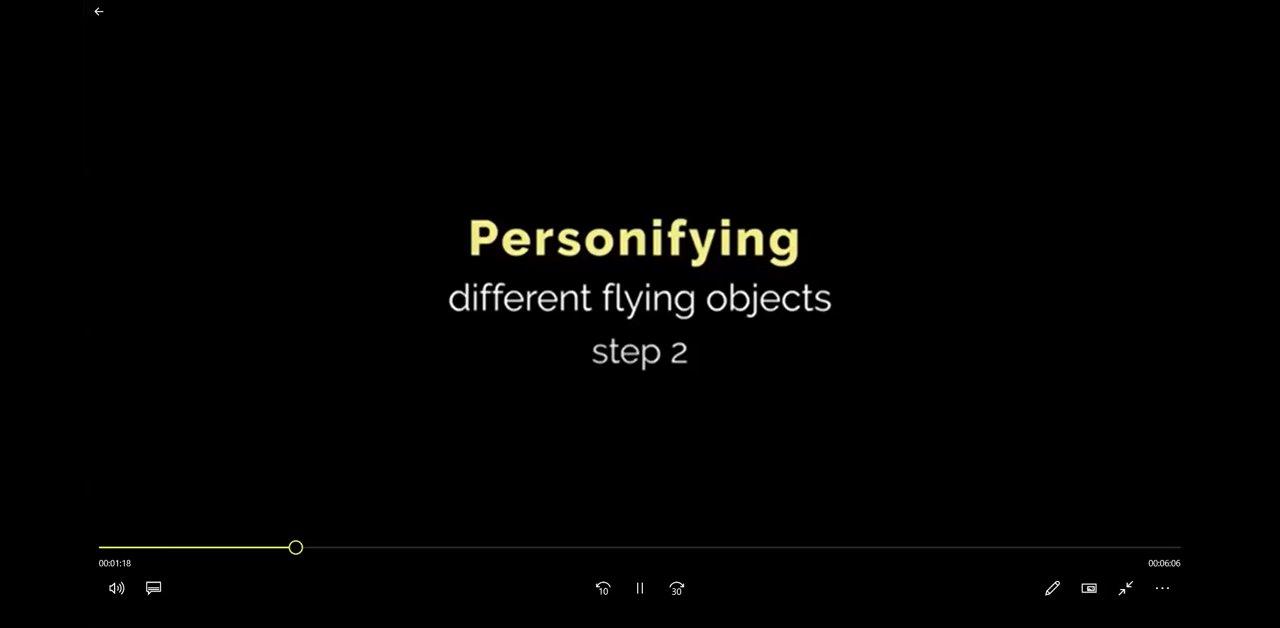 Personifying
different flying objects
step 2
00:01:18
00:06:06
10
30